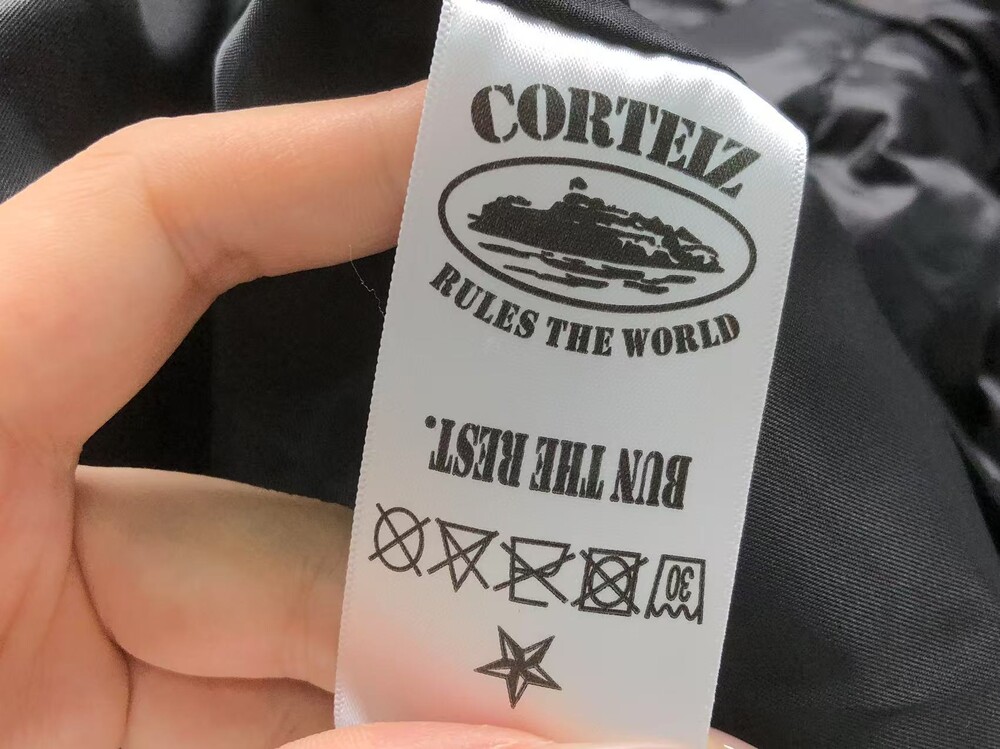 CORTEIZ
RULES THE WORLD
BUN THE REST.
30